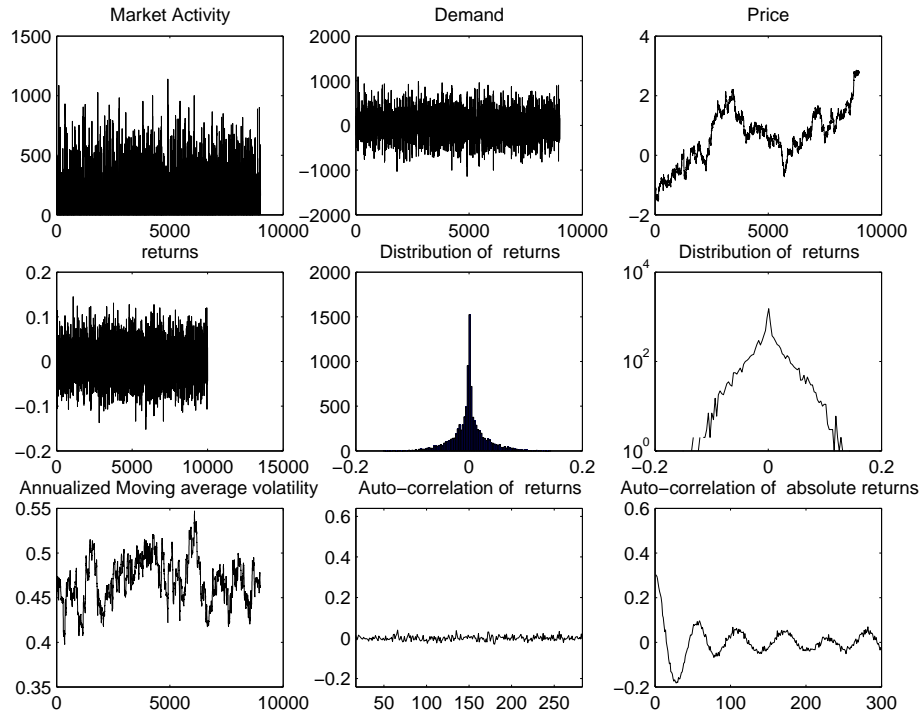 Market Activity
1500
1000
500
0
0 5000 10000
Demand
2000
1000
0
−1000
−2000
0 5000 10000
Price
4
2
0
−2
0 5000 10000
returns
0.2
0.1
0
−0.1
−0.2
0 5000 10000 15000
Distribution of returns
2000
1500
1000
500
0
−0.2 0 0.2
Distribution of returns
10^4
10^2
10^0
−0.2 0 0.2
Annualized Moving average volatility
0.55
0.5
0.45
0.4
0.35
0 5000 10000
Auto−correlation of returns
0.6
0.4
0.2
0
−0.2
50 100 150 200 250
Auto−correlation of absolute returns
0.6
0.4
0.2
0
−0.2
0 100 200 300